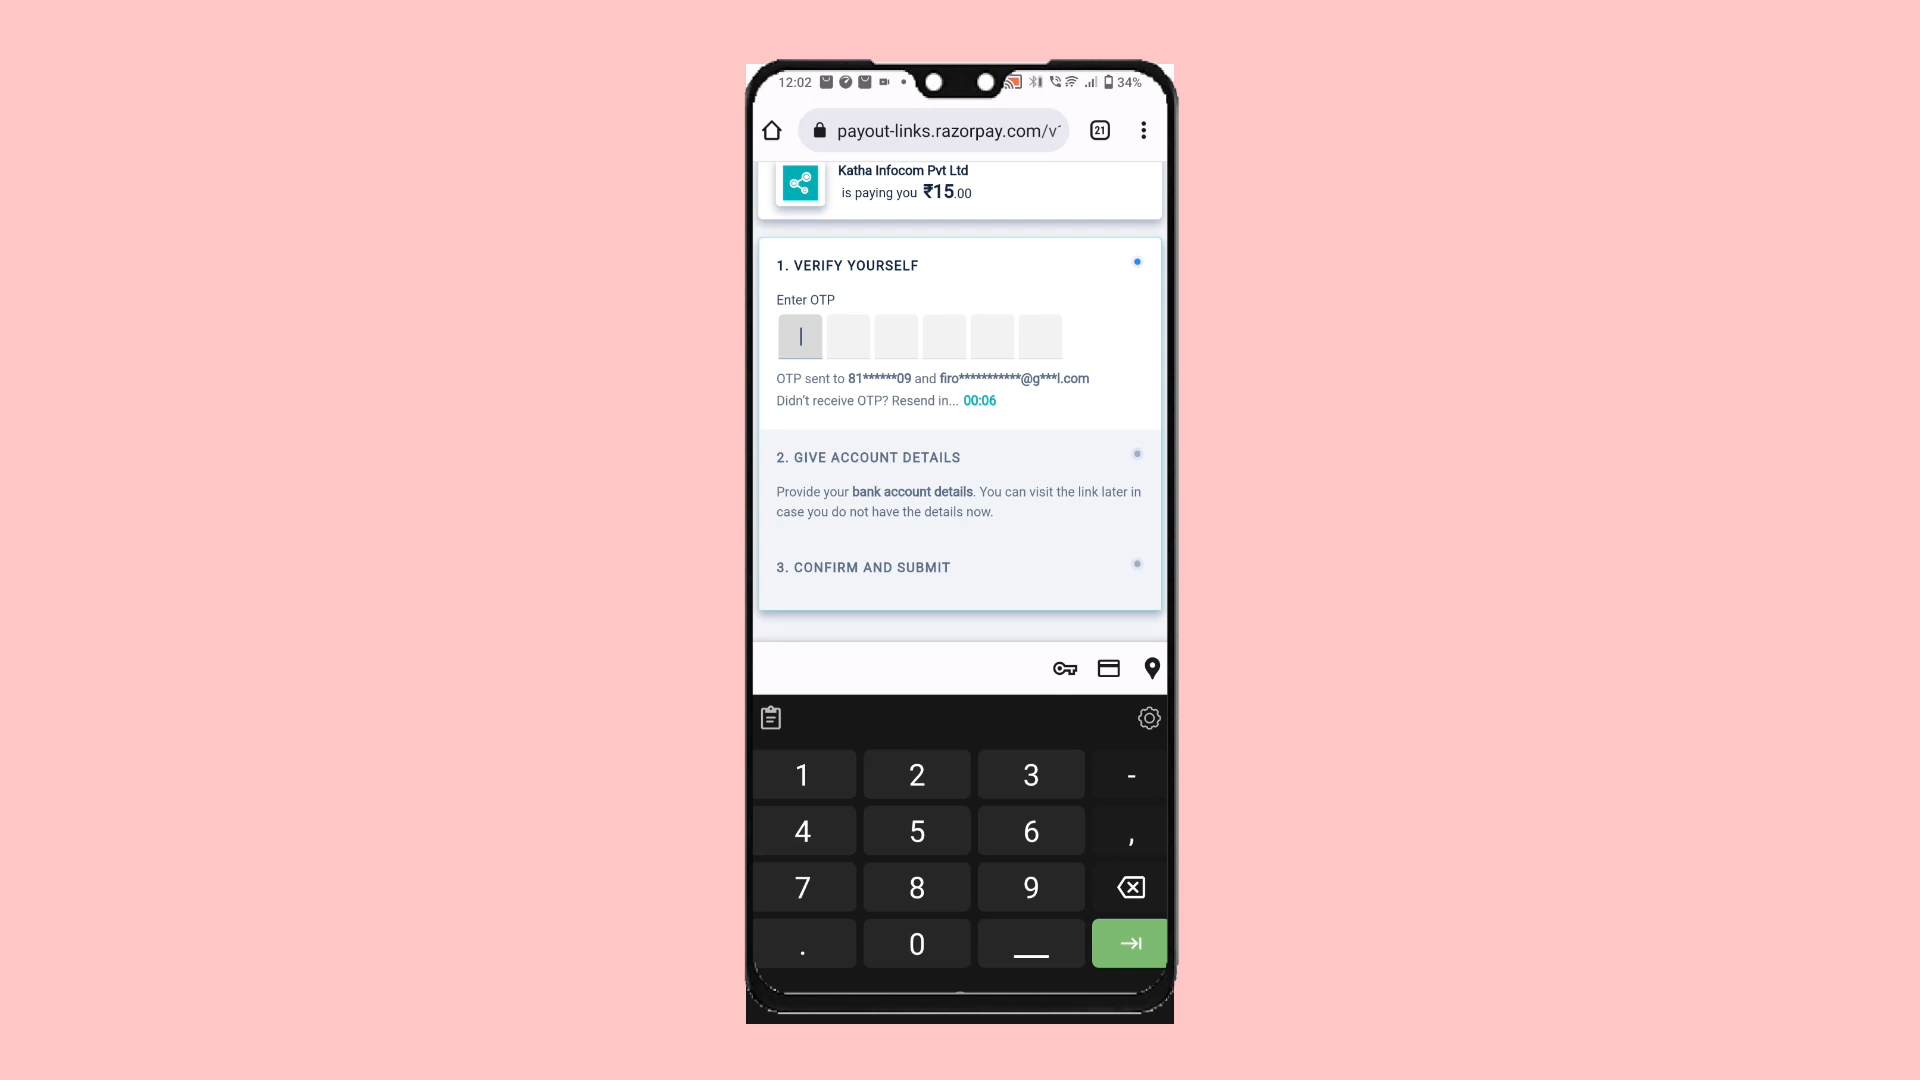 12:02
34%
payout-links.razorpay.com/v1
21
Katha Infocom Pvt Ltd
is paying you ₹15.00
1. VERIFY YOURSELF
Enter OTP
OTP sent to 81******09 and firo***********@g***l.com
Didn't receive OTP? Resend in... 00:06
2. GIVE ACCOUNT DETAILS
Provide your bank account details. You can visit the link later in
case you do not have the details now.
3. CONFIRM AND SUBMIT
1 2 3 -
4 5 6 ,
7 8 9
. 0